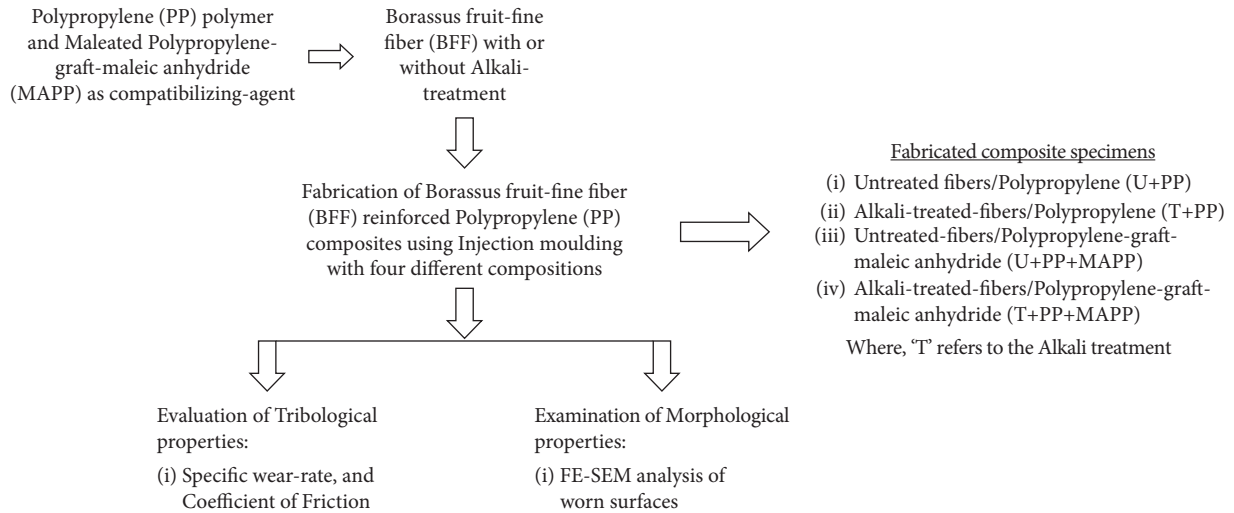 Polypropylene (PP) polymer
and Maleated Polypropylene-
graft-maleic anhydride
(MAPP) as compatibilizing-agent
Borassus fruit-fine
fiber (BFF) with or
without Alkali-
treatment
Fabrication of Borassus fruit-fine fiber
(BFF) reinforced Polypropylene (PP)
composites using Injection moulding
with four different compositions
Fabricated composite specimens
(i) Untreated fibers/Polypropylene (U+PP)
(ii) Alkali-treated-fibers/Polypropylene (T+PP)
(iii) Untreated-fibers/Polypropylene-graft-
maleic anhydride (U+PP+MAPP)
(iv) Alkali-treated-fibers/Polypropylene-graft-
maleic anhydride (T+PP+MAPP)
Where, ‘T’ refers to the Alkali treatment
Evaluation of Tribological
properties:
(i) Specific wear-rate, and
Coefficient of Friction
Examination of Morphological
properties:
(i) FE-SEM analysis of
worn surfaces